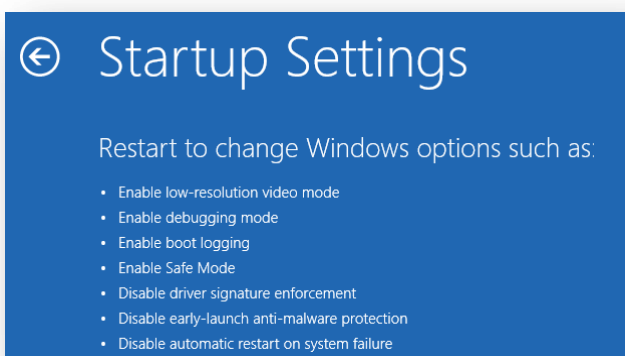 Startup Settings
Restart to change Windows options such as:
• Enable low-resolution video mode
• Enable debugging mode
• Enable boot logging
• Enable Safe Mode
• Disable driver signature enforcement
• Disable early-launch anti-malware protection
• Disable automatic restart on system failure